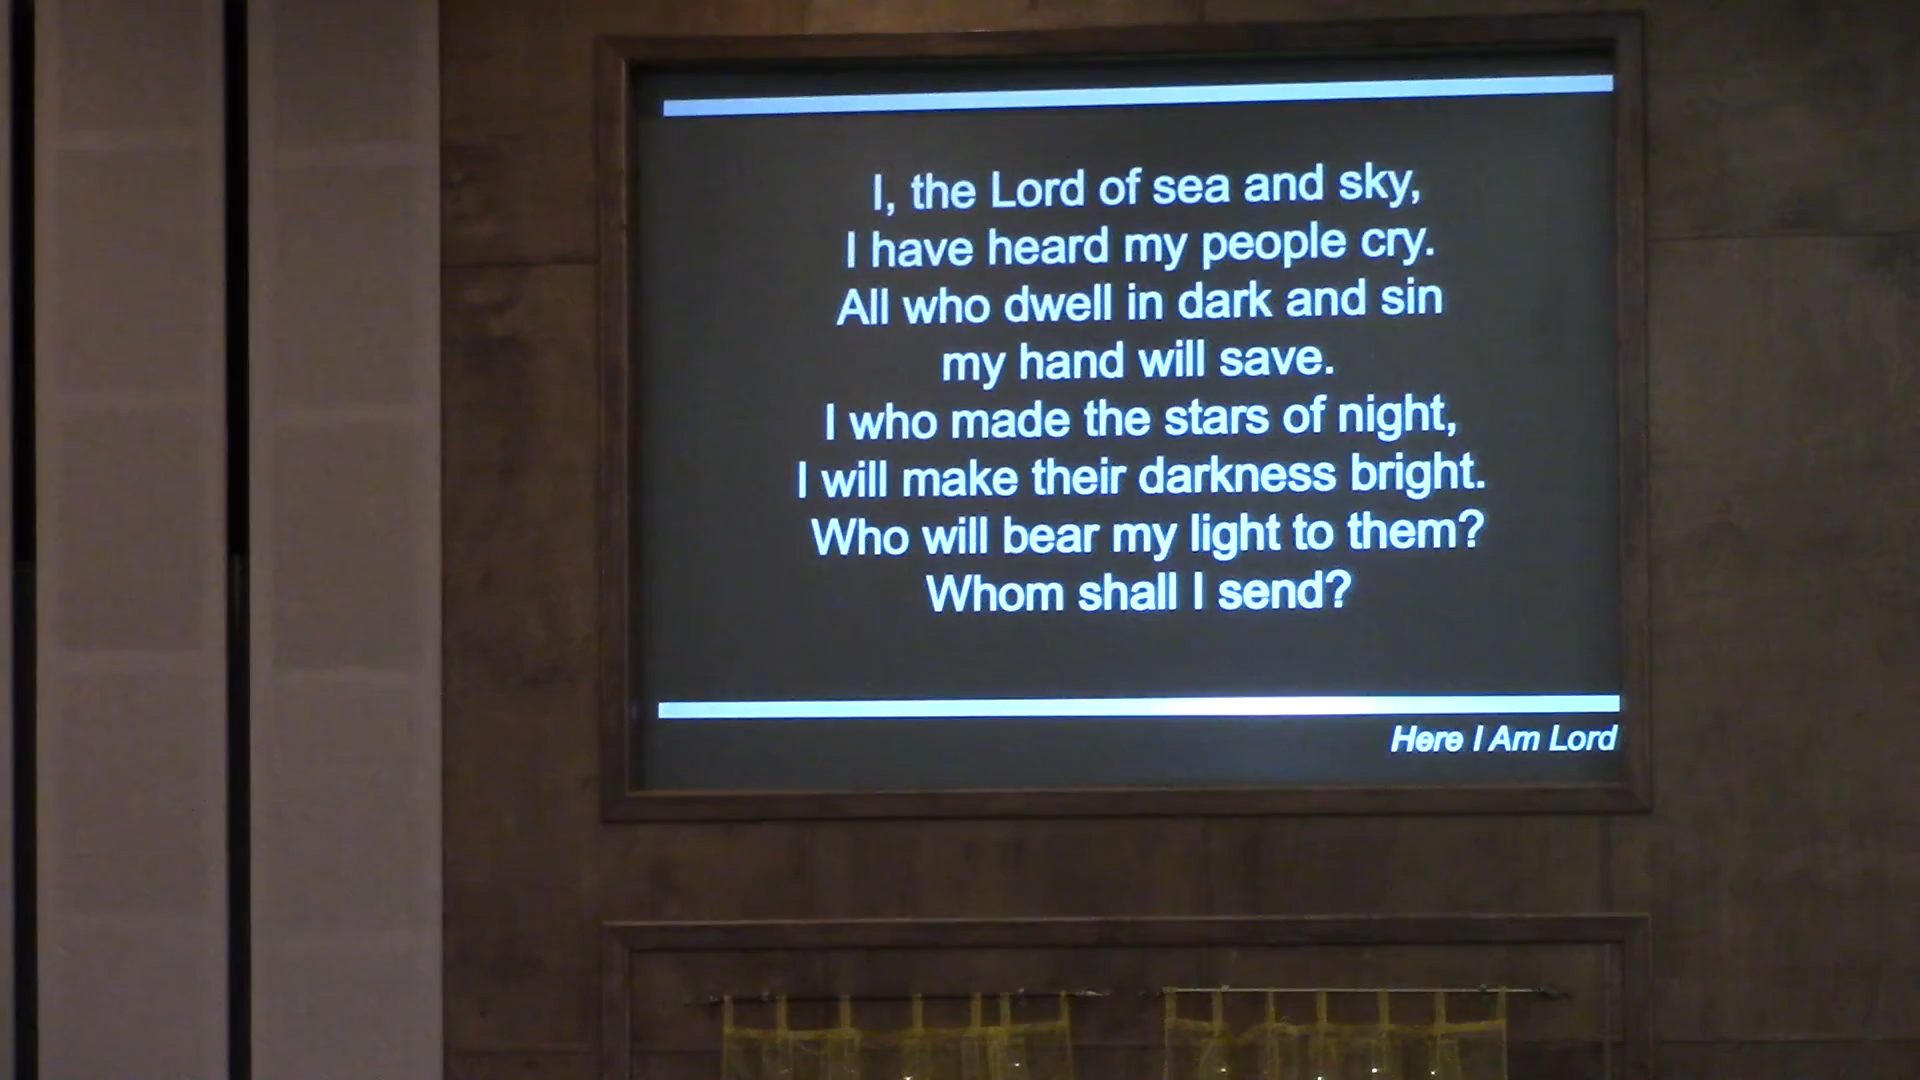 I, the Lord of sea and sky,
I have heard my people cry.
All who dwell in dark and sin
my hand will save.
I who made the stars of night,
I will make their darkness bright.
Who will bear my light to them?
Whom shall I send?
Here I Am Lord